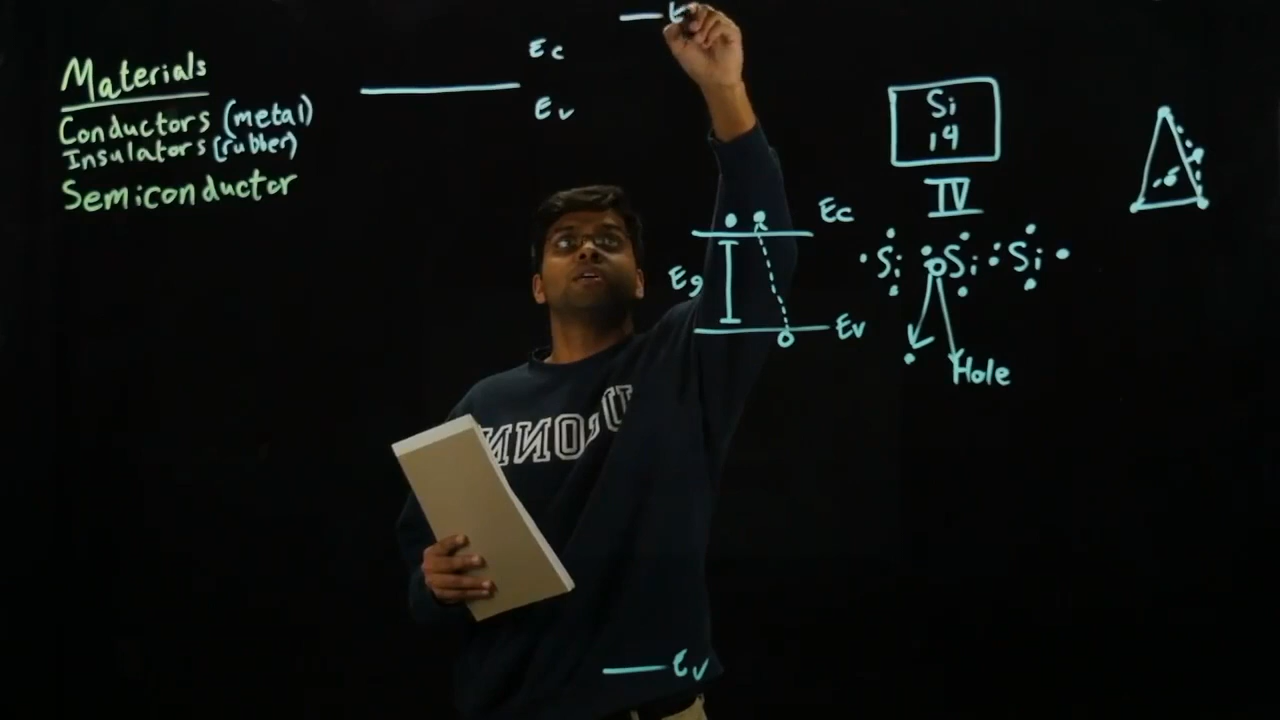 Materials
Conductors (metal)
Insulators (rubber)
Semiconductor
Ec
Ev
Ec
Eg
Ev
Ev
Si
14
IV
Si Si Si
Hole